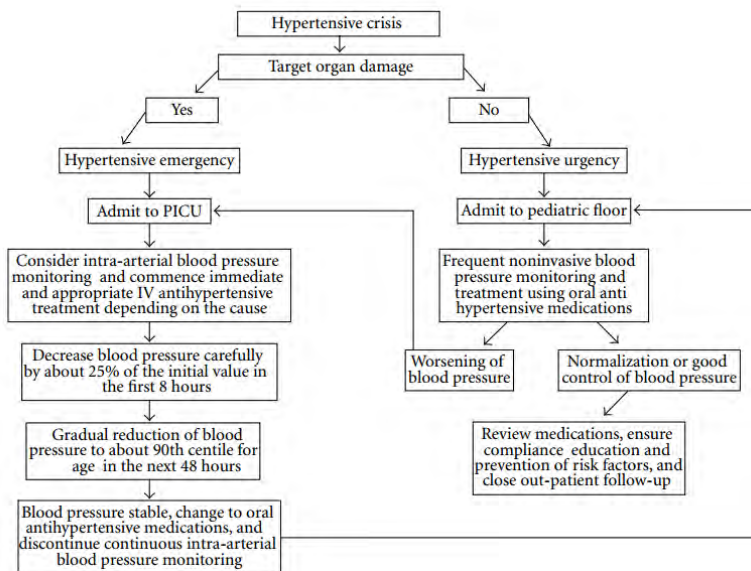 Hypertensive crisis
Target organ damage
Yes
No
Hypertensive emergency
Hypertensive urgency
Admit to PICU
Admit to pediatric floor
Consider intra-arterial blood pressure
monitoring and commence immediate
and appropriate IV antihypertensive
treatment depending on the cause
Frequent noninvasive blood
pressure monitoring and
treatment using oral anti
hypertensive medications
Decrease blood pressure carefully
by about 25% of the initial value in
the first 8 hours
Worsening of
blood pressure
Normalization or good
control of blood pressure
Gradual reduction of blood
pressure to about 90th centile for
age in the next 48 hours
Review medications, ensure
compliance education and
prevention of risk factors, and
close out-patient follow-up
Blood pressure stable, change to oral
antihypertensive medications, and
discontinue continuous intra-arterial
blood pressure monitoring